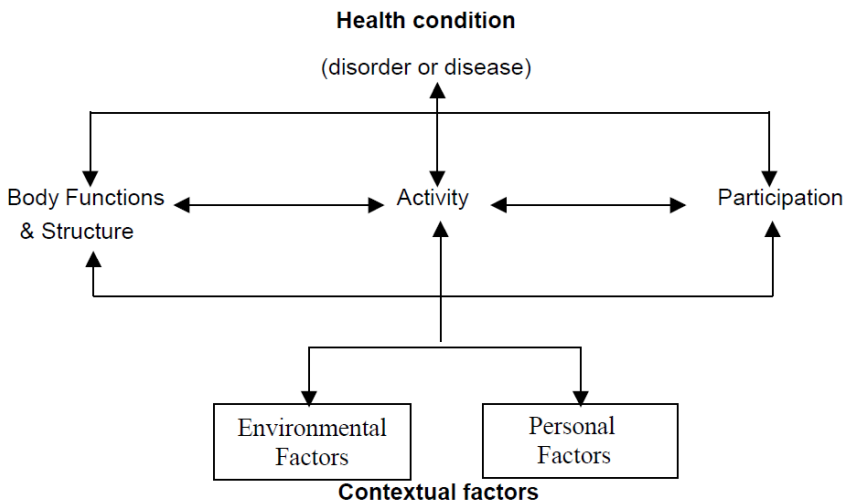 Health condition
(disorder or disease)
Body Functions
& Structure
Activity
Participation
Environmental
Factors
Personal
Factors
Contextual factors